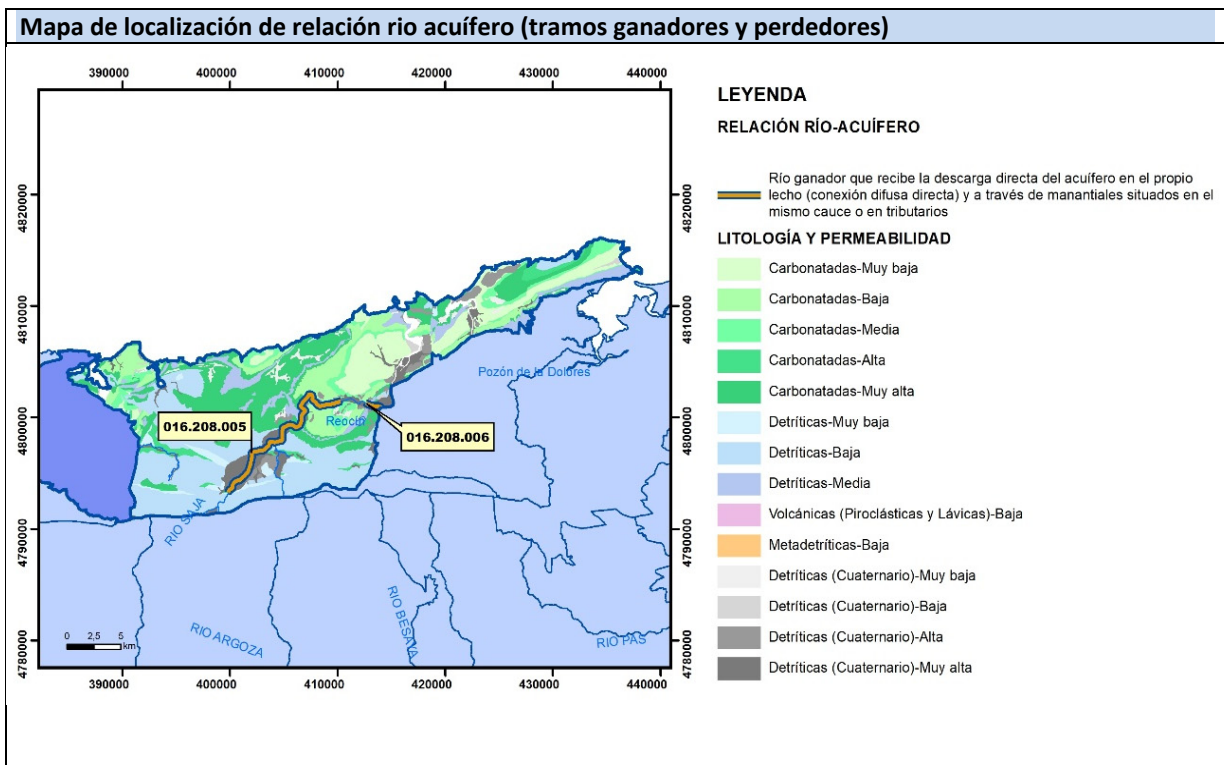 Mapa de localización de relación rio acuífero (tramos ganadores y perdedores)
390000 400000 410000 420000 430000 440000
4820000 4820000
4810000 4810000
4800000 4800000
4790000 4790000
4780000 4780000
Pozón de la Dolores
016.208.005
Reocín
016.208.006
RIO SAJA
RIO ARGOZA
RIO BESAYA
RIO PAS
0 2,5 5
km
390000 400000 410000 420000 430000 440000
LEYENDA
RELACIÓN RÍO-ACUÍFERO
Río ganador que recibe la descarga directa del acuífero en el propio
lecho (conexión difusa directa) y a través de manantiales situados en el
mismo cauce o en tributarios
LITOLOGÍA Y PERMEABILIDAD
Carbonatadas-Muy baja
Carbonatadas-Baja
Carbonatadas-Media
Carbonatadas-Alta
Carbonatadas-Muy alta
Detríticas-Muy baja
Detríticas-Baja
Detríticas-Media
Volcánicas (Piroclásticas y Lávicas)-Baja
Metadetríticas-Baja
Detríticas (Cuaternario)-Muy baja
Detríticas (Cuaternario)-Baja
Detríticas (Cuaternario)-Alta
Detríticas (Cuaternario)-Muy alta